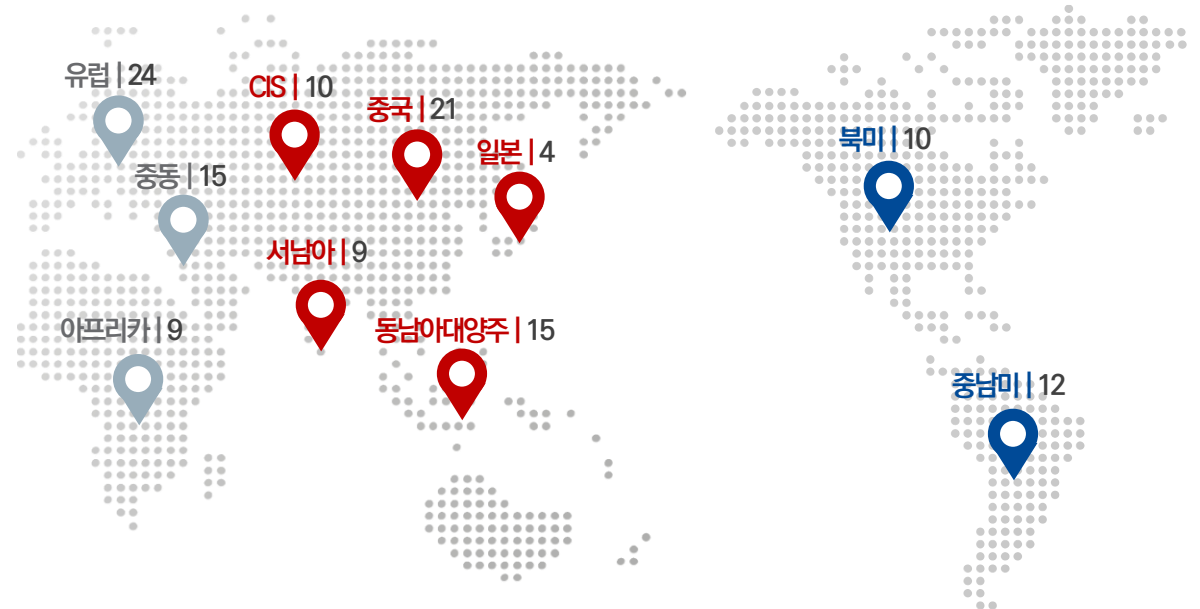 유럽 | 24
CIS | 10
중국 | 21
일본 | 4
북미 | 10
중동 | 15
서남아 | 9
아프리카 | 9
동남아대양주 | 15
중남미 | 12